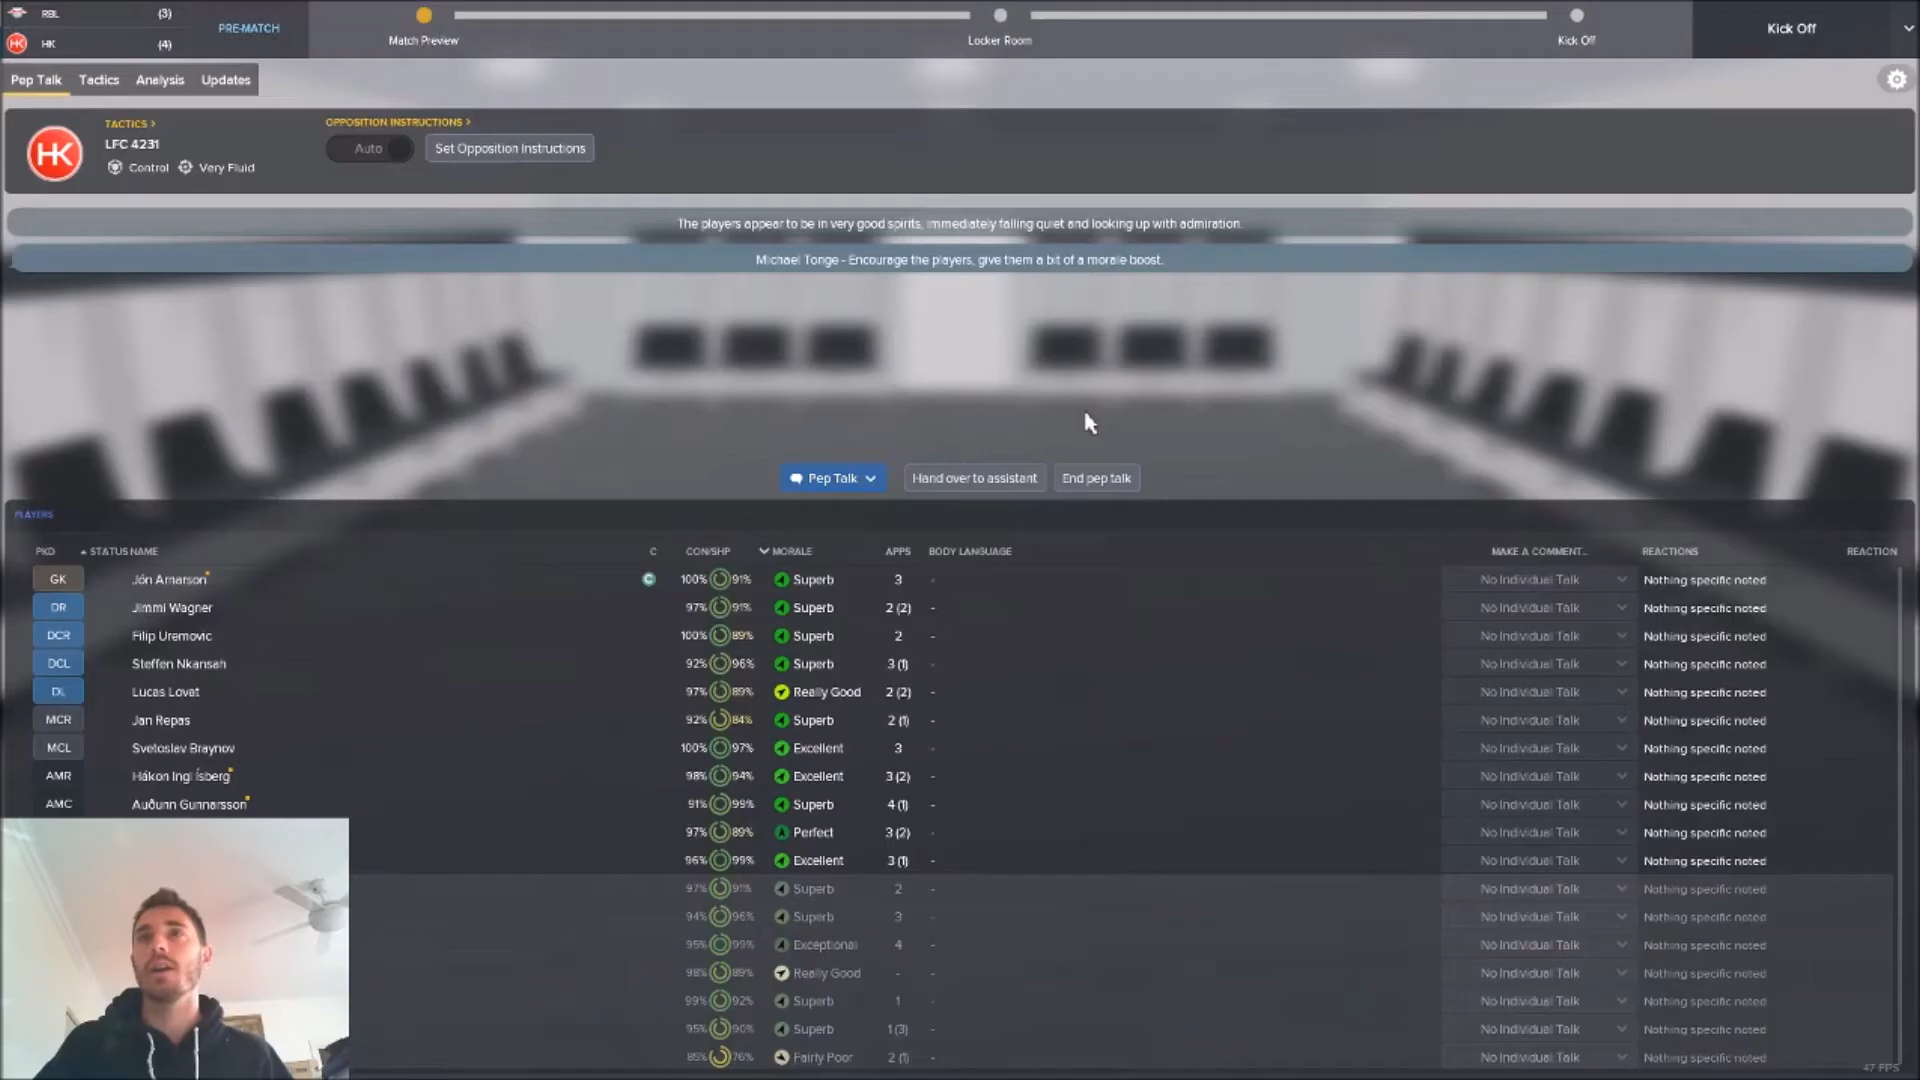 RBL (3)
HK HK (4)
PRE-MATCH
Match Preview
Locker Room
Kick Off
Kick Off
Pep Talk Tactics Analysis Updates
HK
TACTICS >
LFC 4231
Control Very Fluid
OPPOSITION INSTRUCTIONS >
Auto Set Opposition Instructions
The players appear to be in very good spirits, immediately falling quiet and looking up with admiration.
Michael Tonge - Encourage the players, give them a bit of a morale boost.
Pep Talk Hand over to assistant End pep talk
PLAYERS
PKD STATUS NAME C CON/SHP MORALE APPS BODY LANGUAGE MAKE A COMMENT... REACTIONS REACTION
GK Jón Arnarson C 100% 91% Superb 3 - No Individual Talk Nothing specific noted
DR Jimmi Wagner 97% 91% Superb 2 (2) - No Individual Talk Nothing specific noted
DCR Filip Uremovic 100% 89% Superb 2 - No Individual Talk Nothing specific noted
DCL Steffen Nkansah 92% 96% Superb 3 (1) - No Individual Talk Nothing specific noted
DL Lucas Lovat 97% 89% Really Good 2 (2) - No Individual Talk Nothing specific noted
MCR Jan Repas 92% 84% Superb 2 (1) - No Individual Talk Nothing specific noted
MCL Svetoslav Braynov 100% 97% Excellent 3 - No Individual Talk Nothing specific noted
AMR Hákon Ingi Ísberg 98% 94% Excellent 3 (2) - No Individual Talk Nothing specific noted
AMC Auðunn Gunnarsson 91% 99% Superb 4 (1) - No Individual Talk Nothing specific noted
97% 89% Perfect 3 (2) - No Individual Talk Nothing specific noted
96% 99% Excellent 3 (1) - No Individual Talk Nothing specific noted
97% 91% Superb 2 - No Individual Talk Nothing specific noted
94% 96% Superb 3 - No Individual Talk Nothing specific noted
95% 99% Exceptional 4 - No Individual Talk Nothing specific noted
98% 89% Really Good - - No Individual Talk Nothing specific noted
99% 92% Superb 1 - No Individual Talk Nothing specific noted
95% 90% Superb 1 (3) - No Individual Talk Nothing specific noted
85% 76% Fairly Poor 2 (1) - No Individual Talk Nothing specific noted
47 FPS